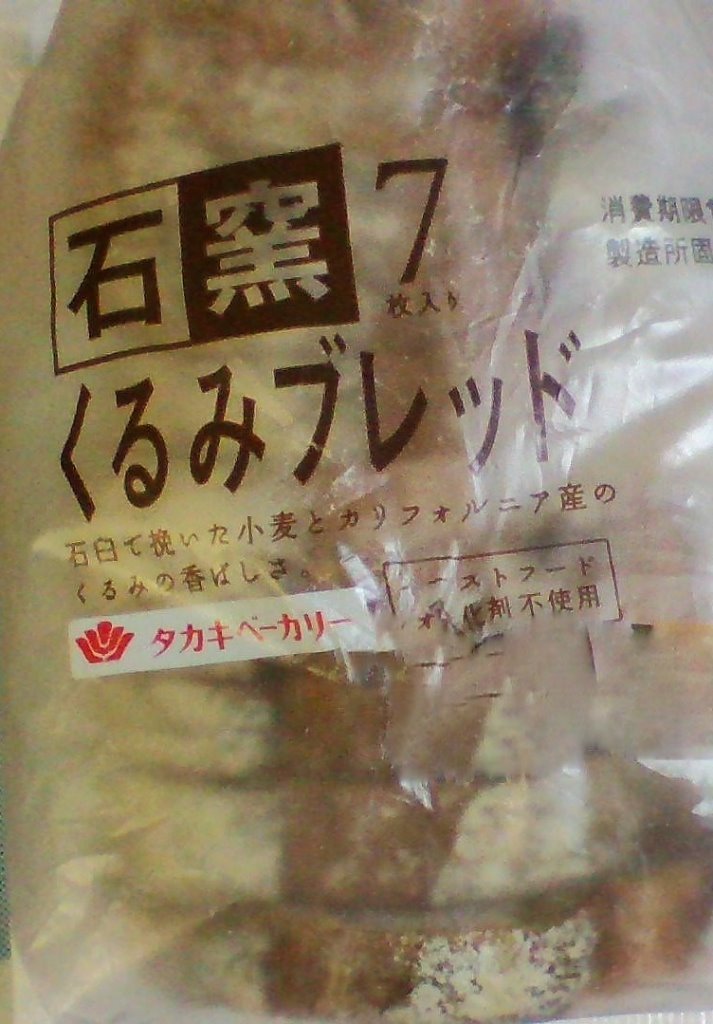 石窯 7
枚入り
消費期限
製造所固
くるみブレッド
石臼で挽いた小麦とカリフォルニア産の
くるみの香ばしさ。
ーストフード
化剤不使用
タカキベーカリー